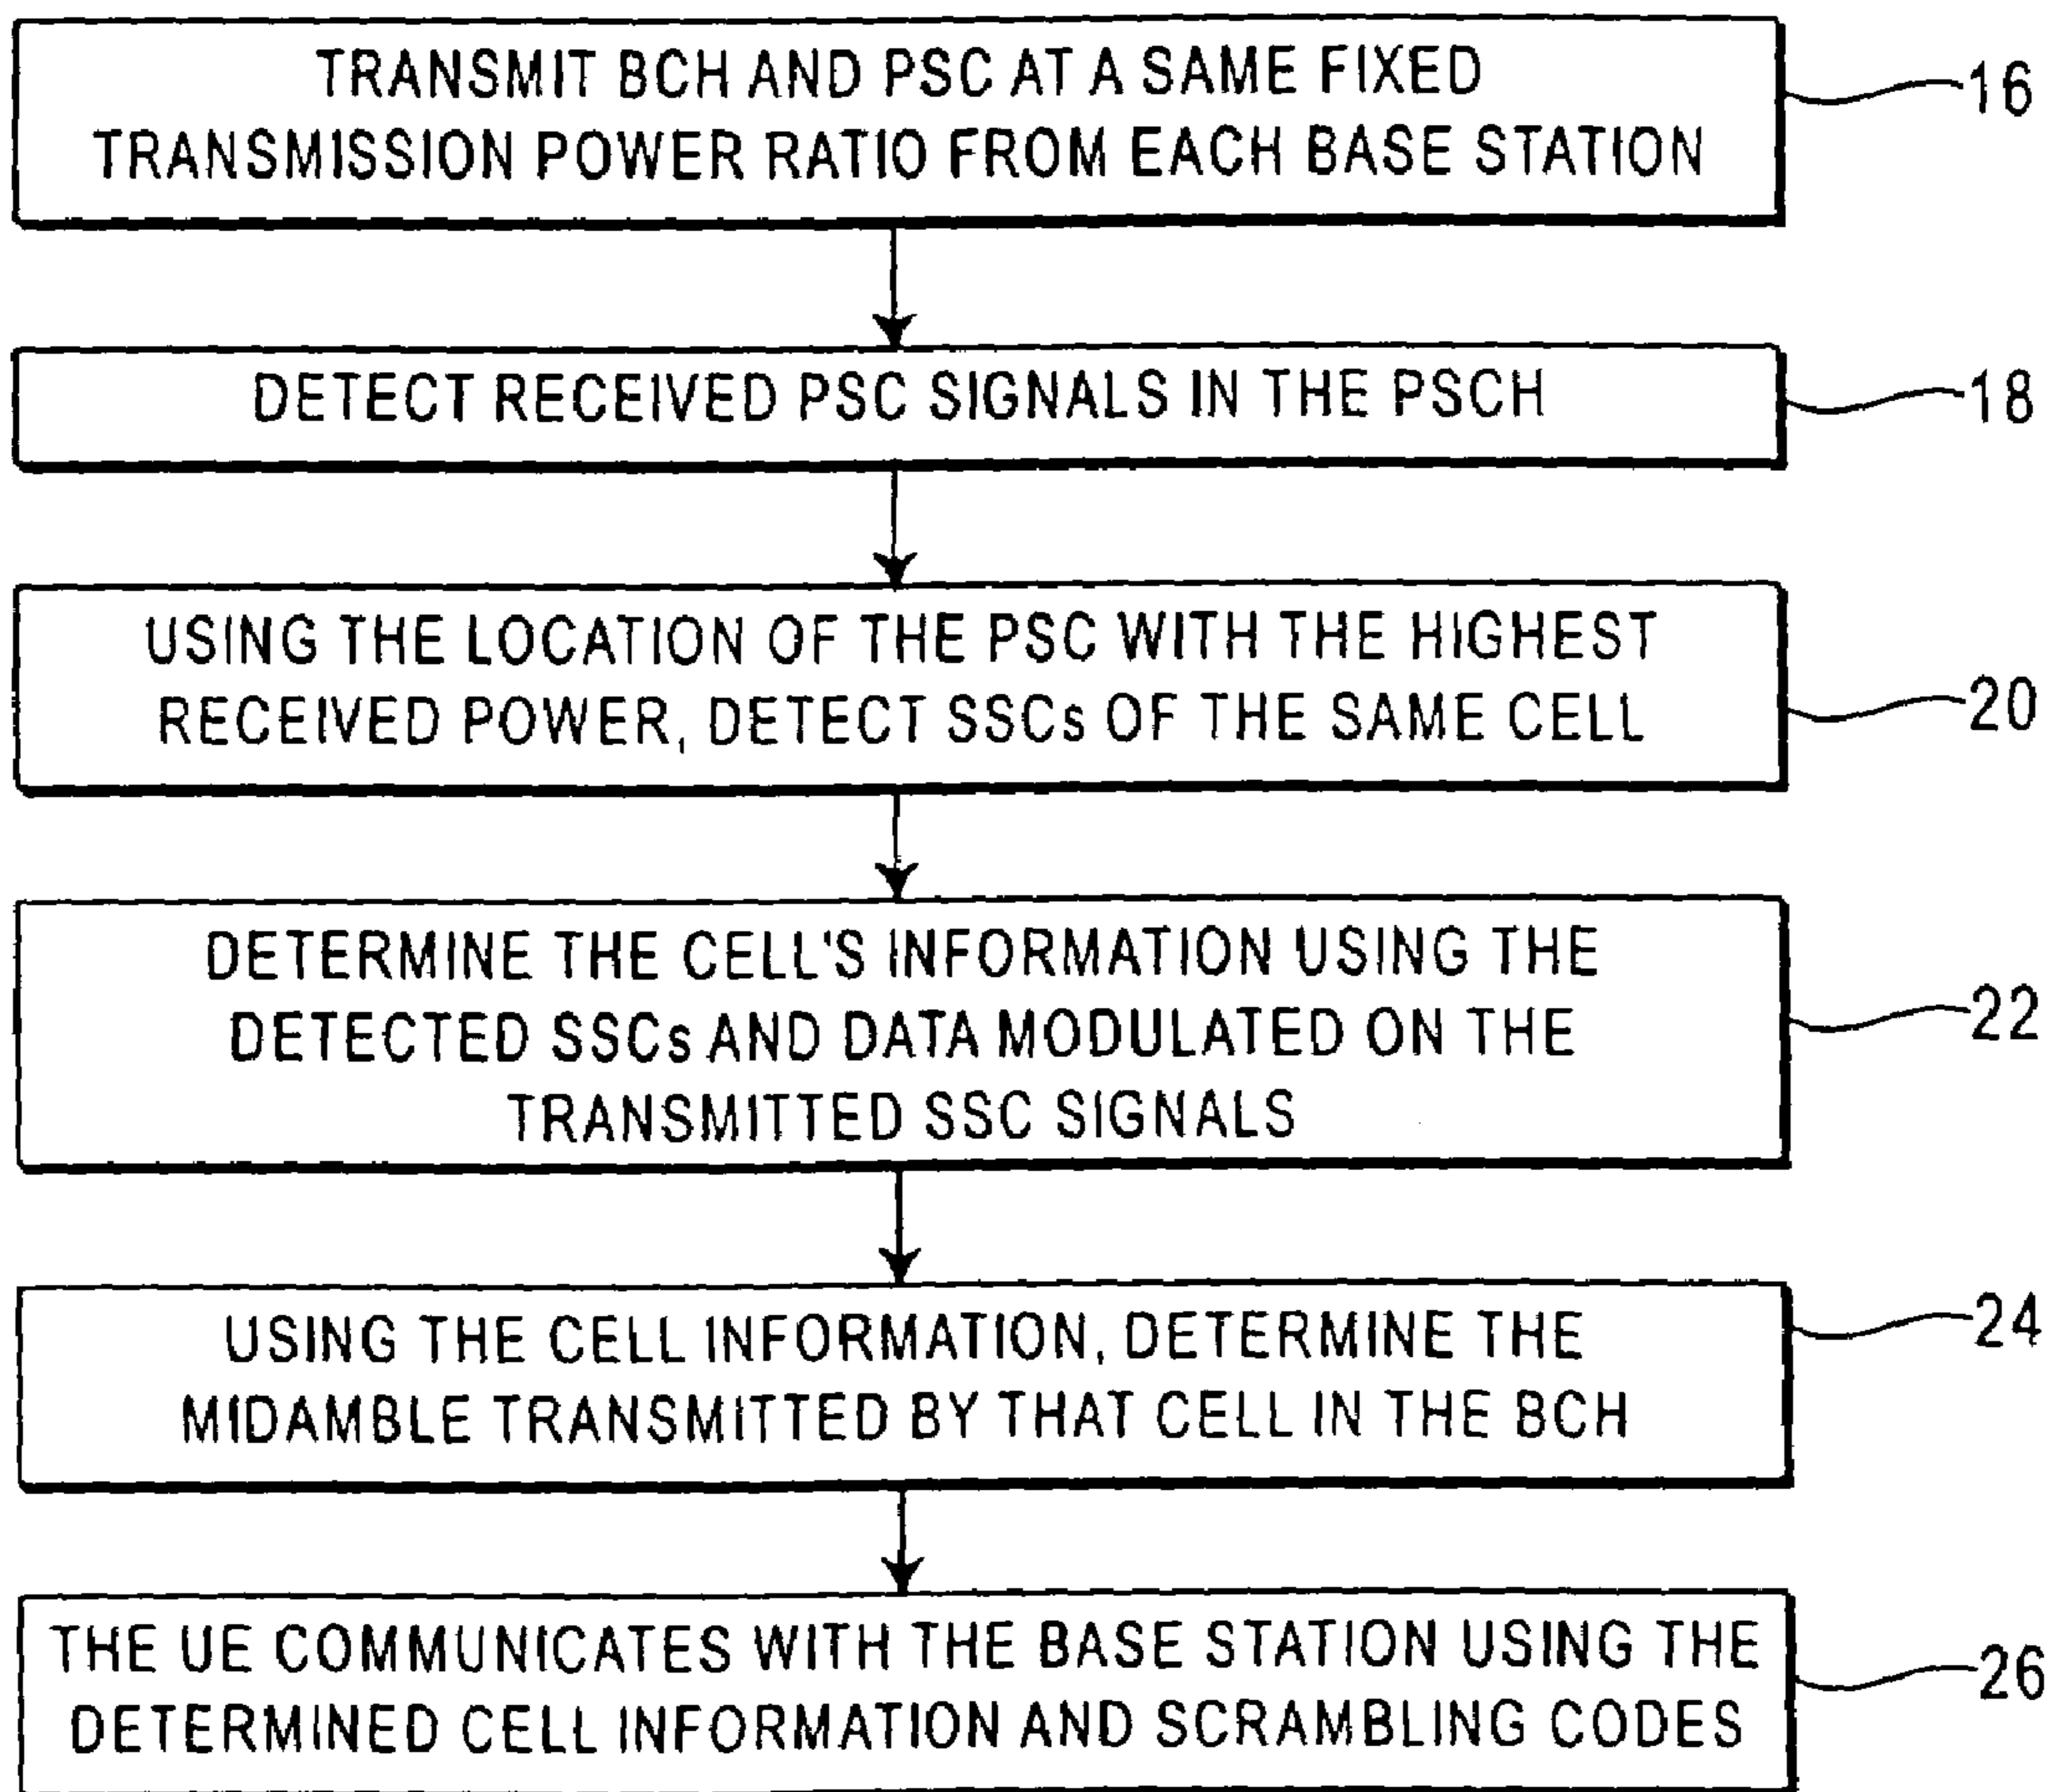 TRANSMIT BCH AND PSC AT A SAME FIXED
TRANSMISSION POWER RATIO FROM EACH BASE STATION
16
DETECT RECEIVED PSC SIGNALS IN THE PSCH
18
USING THE LOCATION OF THE PSC WITH THE HIGHEST
RECEIVED POWER, DETECT SSCs OF THE SAME CELL
20
DETERMINE THE CELL'S INFORMATION USING THE
DETECTED SSCs AND DATA MODULATED ON THE
TRANSMITTED SSC SIGNALS
22
USING THE CELL INFORMATION, DETERMINE THE
MIDAMBLE TRANSMITTED BY THAT CELL IN THE BCH
24
THE UE COMMUNICATES WITH THE BASE STATION USING THE
DETERMINED CELL INFORMATION AND SCRAMBLING CODES
26